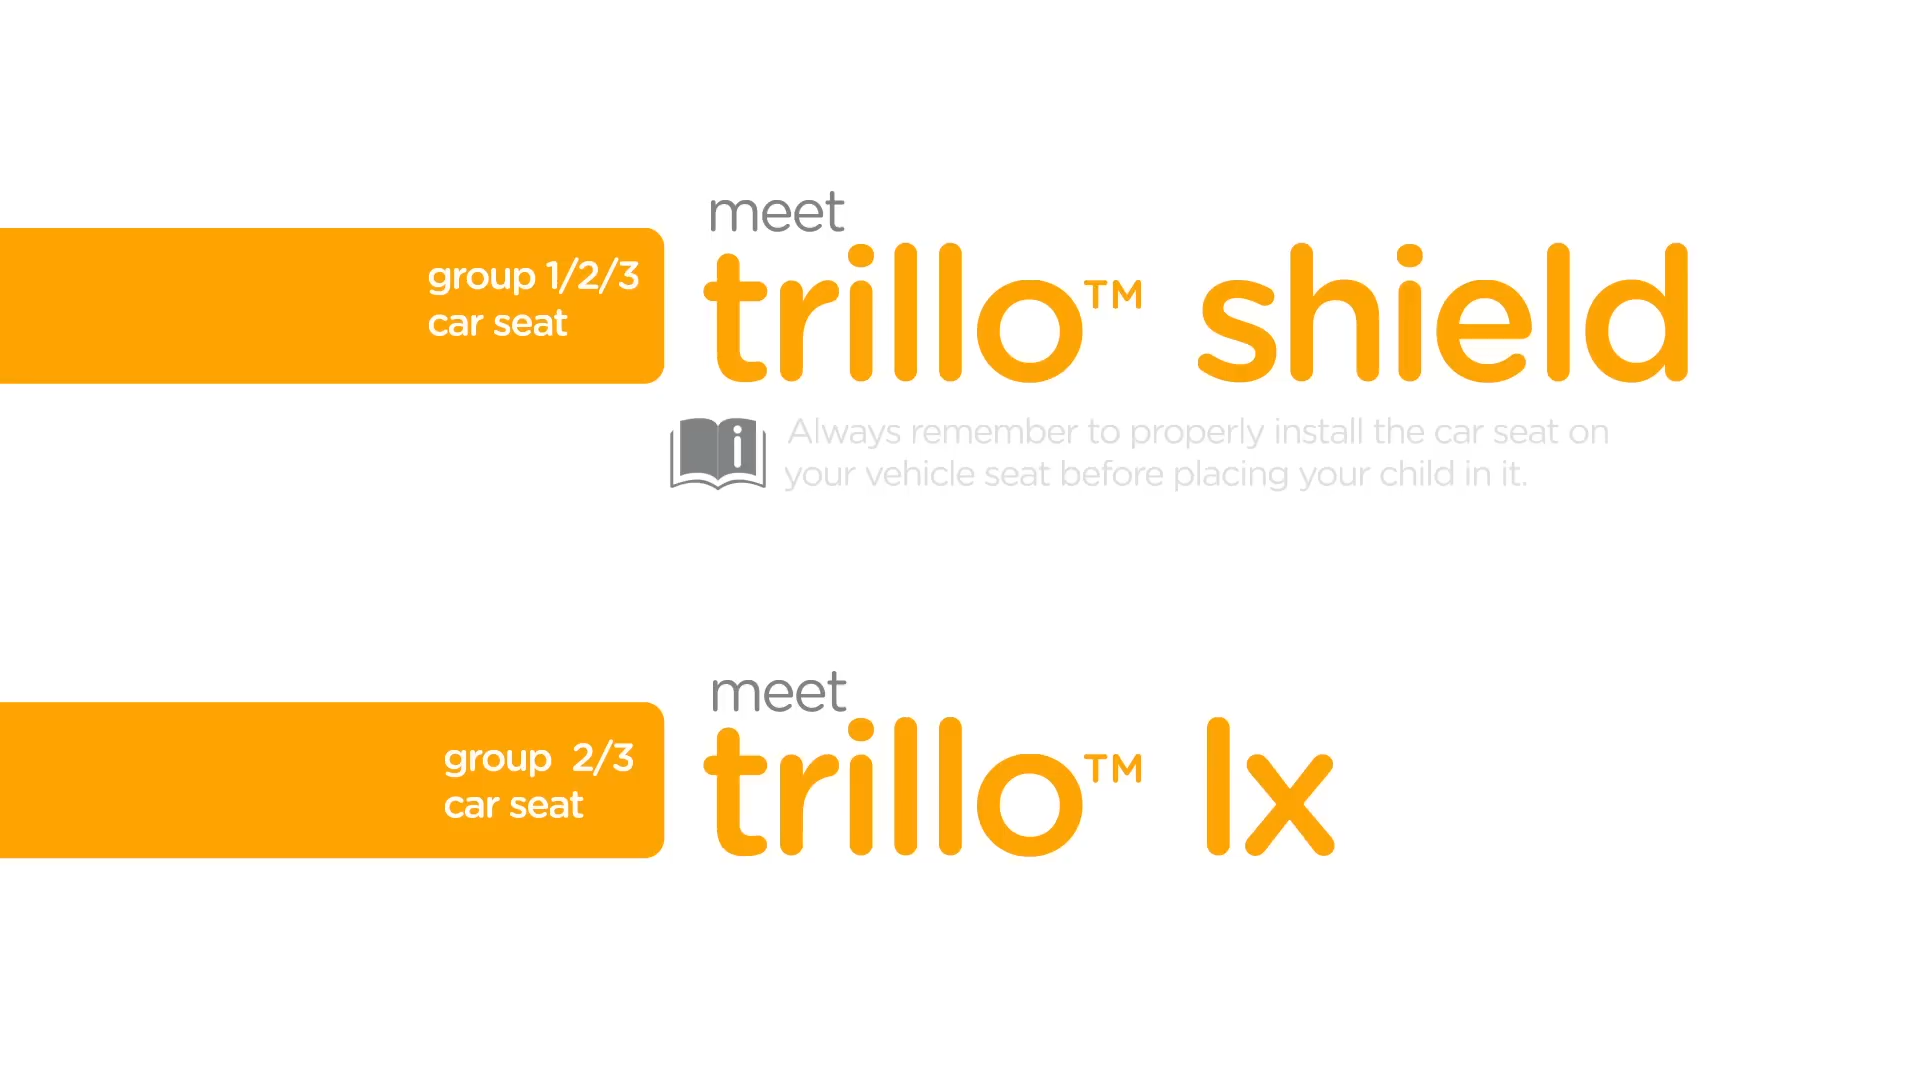 meet
group 1/2/3
car seat
trillo™ shield
Always remember to properly install the car seat on
your vehicle seat before placing your child in it.
meet
group 2/3
car seat
trillo™ lx